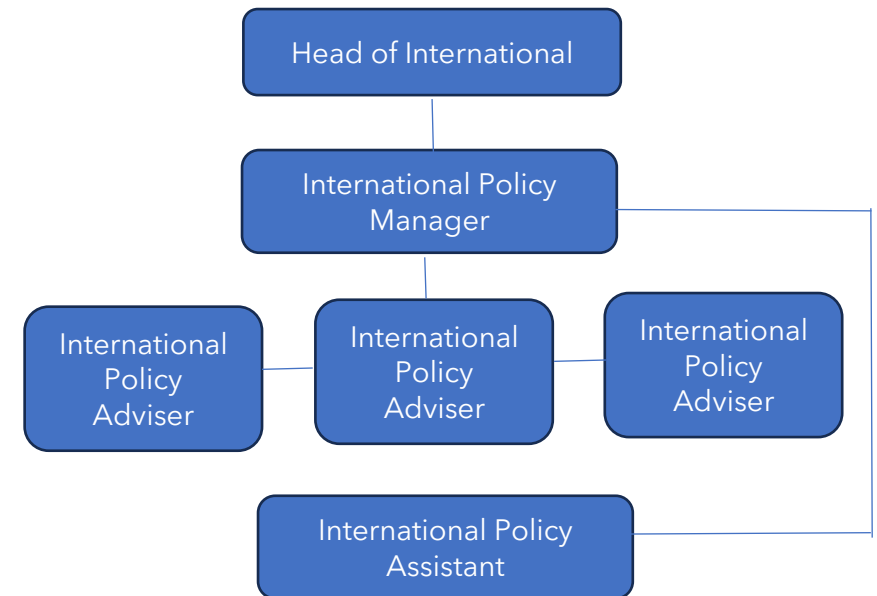 Head of International
International Policy
Manager
International
Policy
Adviser
International
Policy
Adviser
International
Policy
Adviser
International Policy
Assistant